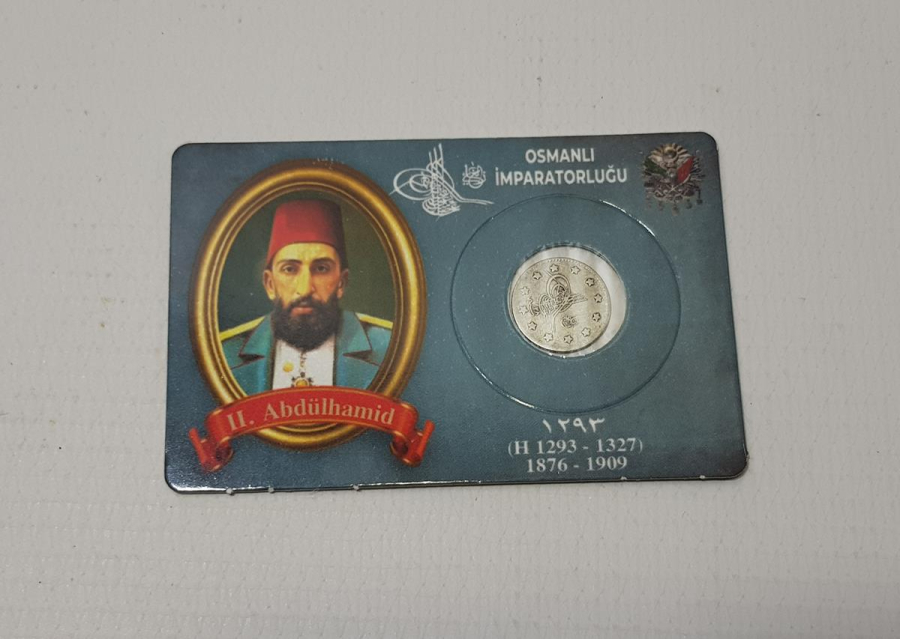 OSMANLI
İMPARATORLUĞU
II. Abdülhamid
١٢٩٣
(H 1293 - 1327)
1876 - 1909